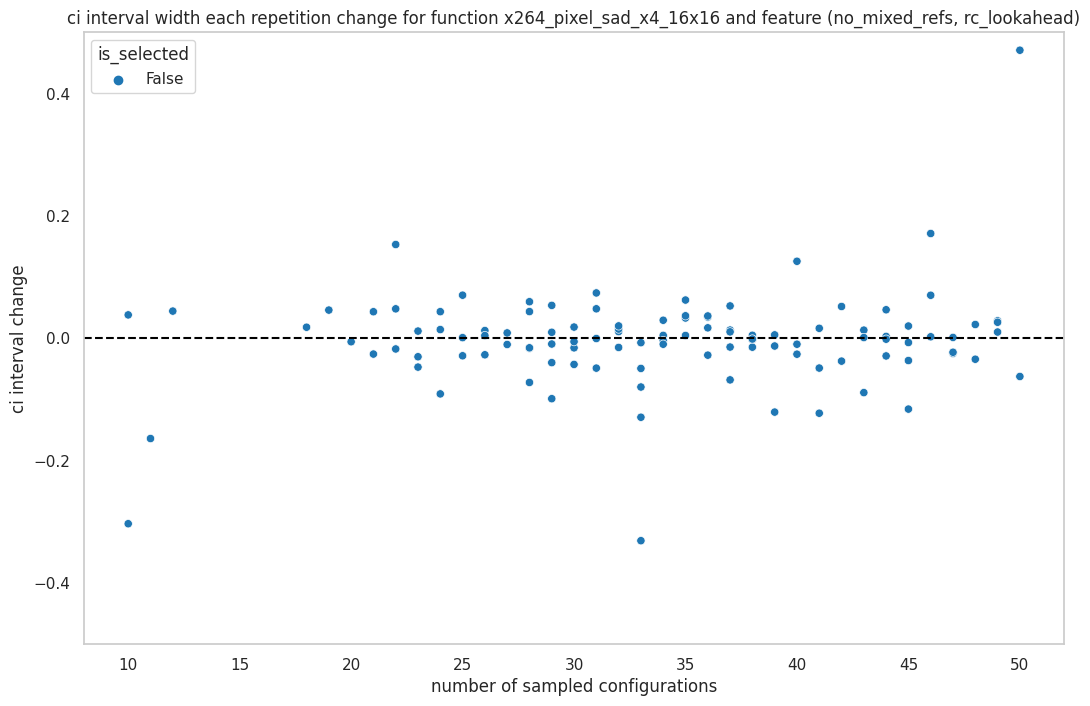 ci interval width each repetition change for function x264_pixel_sad_x4_16x16 and feature (no_mixed_refs, rc_lookahead)
is_selected
False
0.4
0.2
0.0
−0.2
−0.4
ci interval change
10 15 20 25 30 35 40 45 50
number of sampled configurations